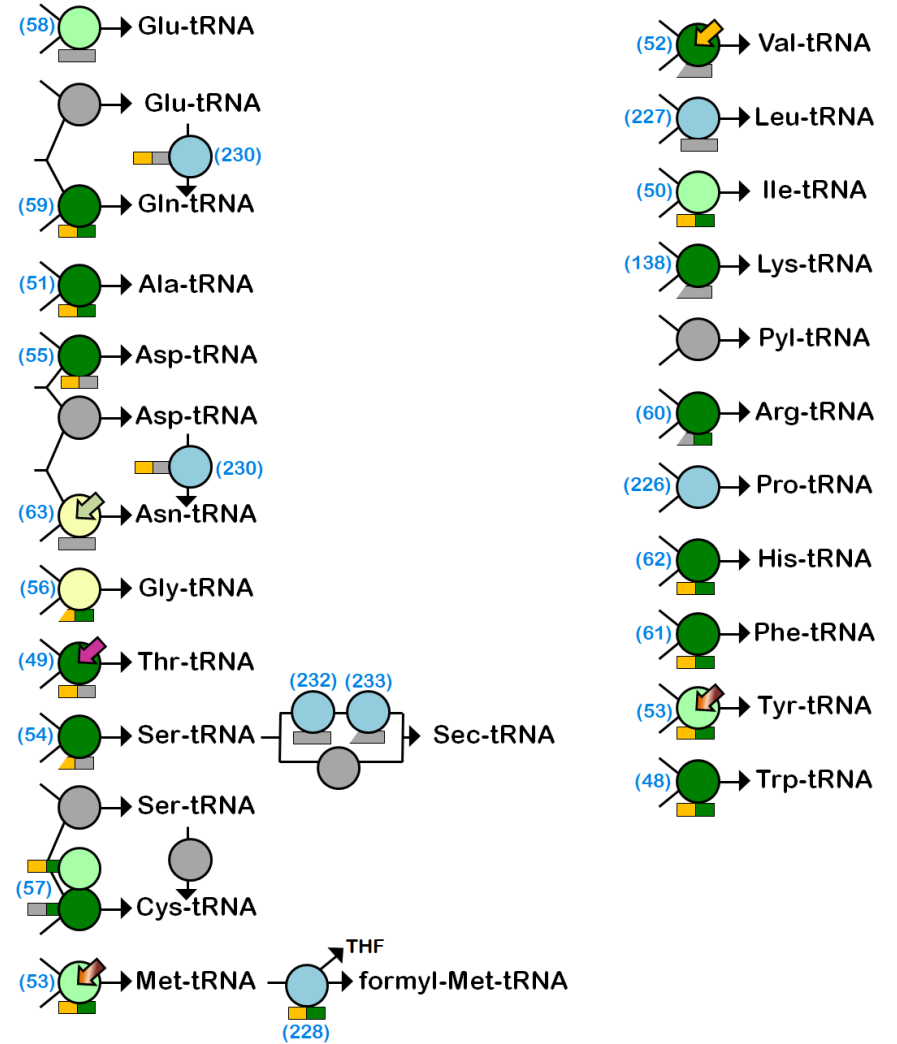 (58) Glu-tRNA
Glu-tRNA
(230)
(59) Gln-tRNA
(51) Ala-tRNA
(55) Asp-tRNA
Asp-tRNA
(230)
(63) Asn-tRNA
(56) Gly-tRNA
(49) Thr-tRNA
(232) (233)
(54) Ser-tRNA Sec-tRNA
Ser-tRNA
(57)
Cys-tRNA
THF
(53) Met-tRNA formyl-Met-tRNA
(228)
(52) Val-tRNA
(227) Leu-tRNA
(50) Ile-tRNA
(138) Lys-tRNA
Pyl-tRNA
(60) Arg-tRNA
(226) Pro-tRNA
(62) His-tRNA
(61) Phe-tRNA
(53) Tyr-tRNA
(48) Trp-tRNA